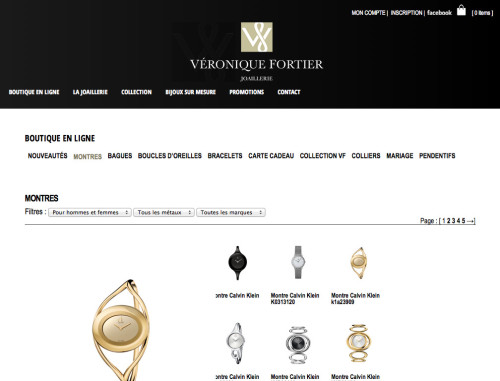 MON COMPTE | INSCRIPTION | facebook [ 0 items ]
VÉRONIQUE FORTIER
JOAILLERIE
BOUTIQUE EN LIGNE LA JOAILLERIE COLLECTION BIJOUX SUR MESURE PROMOTIONS CONTACT
BOUTIQUE EN LIGNE
NOUVEAUTÉS MONTRES BAGUES BOUCLES D'OREILLES BRACELETS CARTE CADEAU COLLECTION VF COLLIERS MARIAGE PENDENTIFS
MONTRES
Filtres : Pour hommes et femmes Tous les métaux Toutes les marques
Page : [ 1 2 3 4 5 →]
ontre Calvin Klein Montre Calvin Klein Montre Calvin Klein
K0313120 k1a23909
ontre Calvin Klein Montre Calvin Klein Montre Calvin Klein